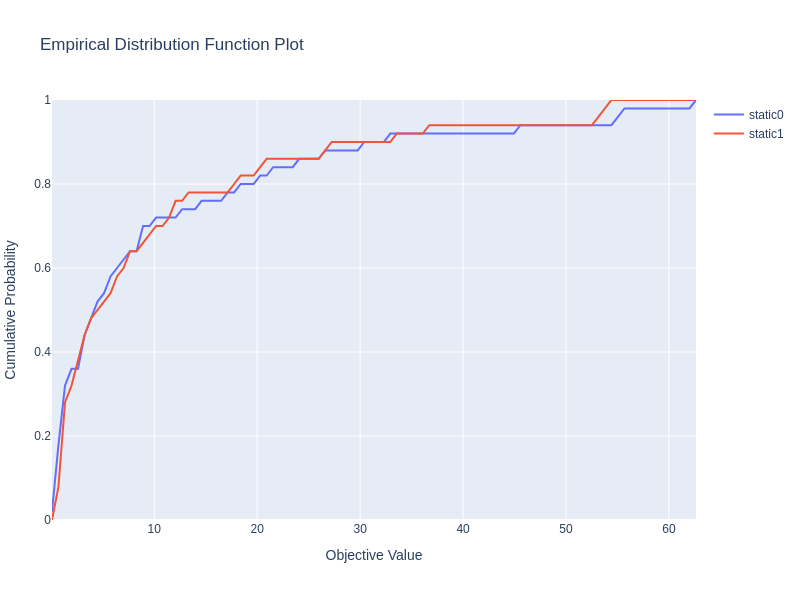 Empirical Distribution Function Plot
static0
static1
Cumulative Probability
1
0.8
0.6
0.4
0.2
0
10
20
30
40
50
60
Objective Value